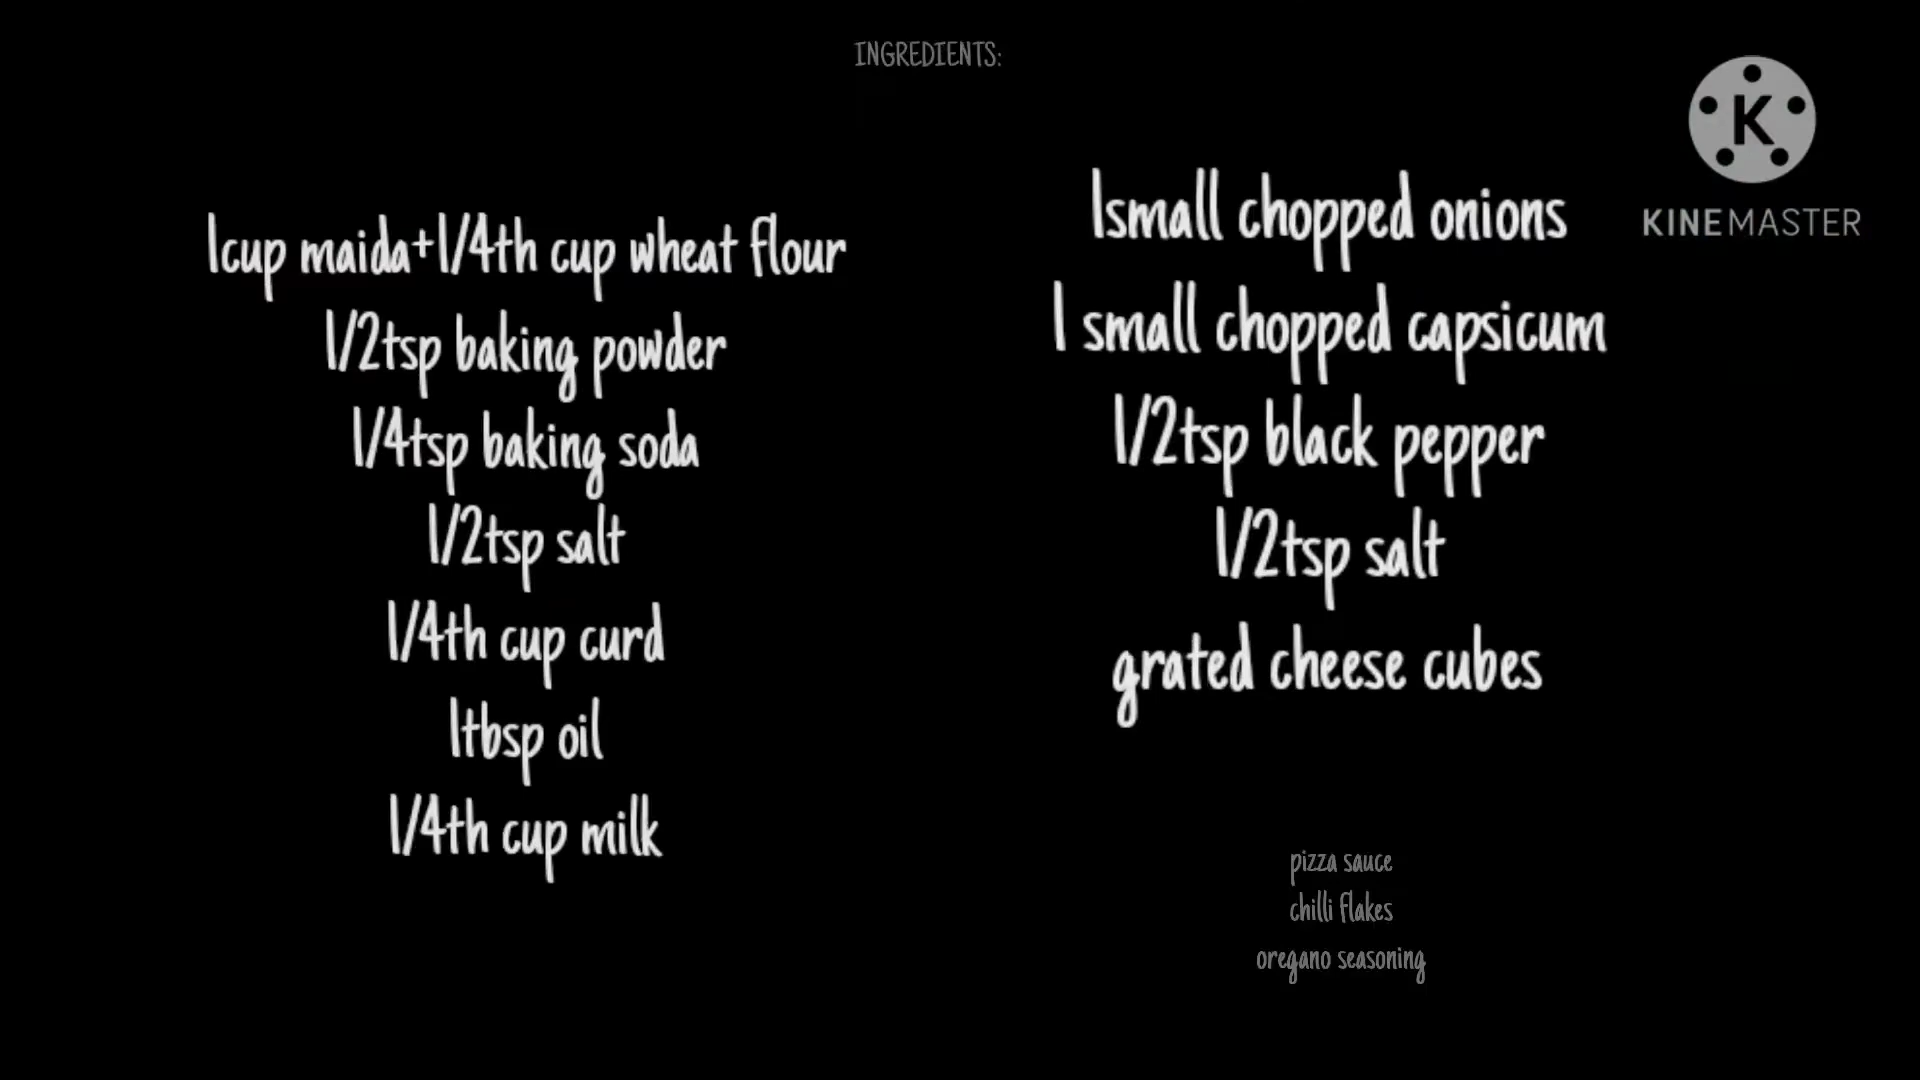 INGREDIENTS:
1cup maida+1/4th cup wheat flour
1/2tsp baking powder
1/4tsp baking soda
1/2tsp salt
1/4th cup curd
1tbsp oil
1/4th cup milk
1small chopped onions
1 small chopped capsicum
1/2tsp black pepper
1/2tsp salt
grated cheese cubes
pizza sauce
chilli flakes
oregano seasoning
K
KINEMASTER